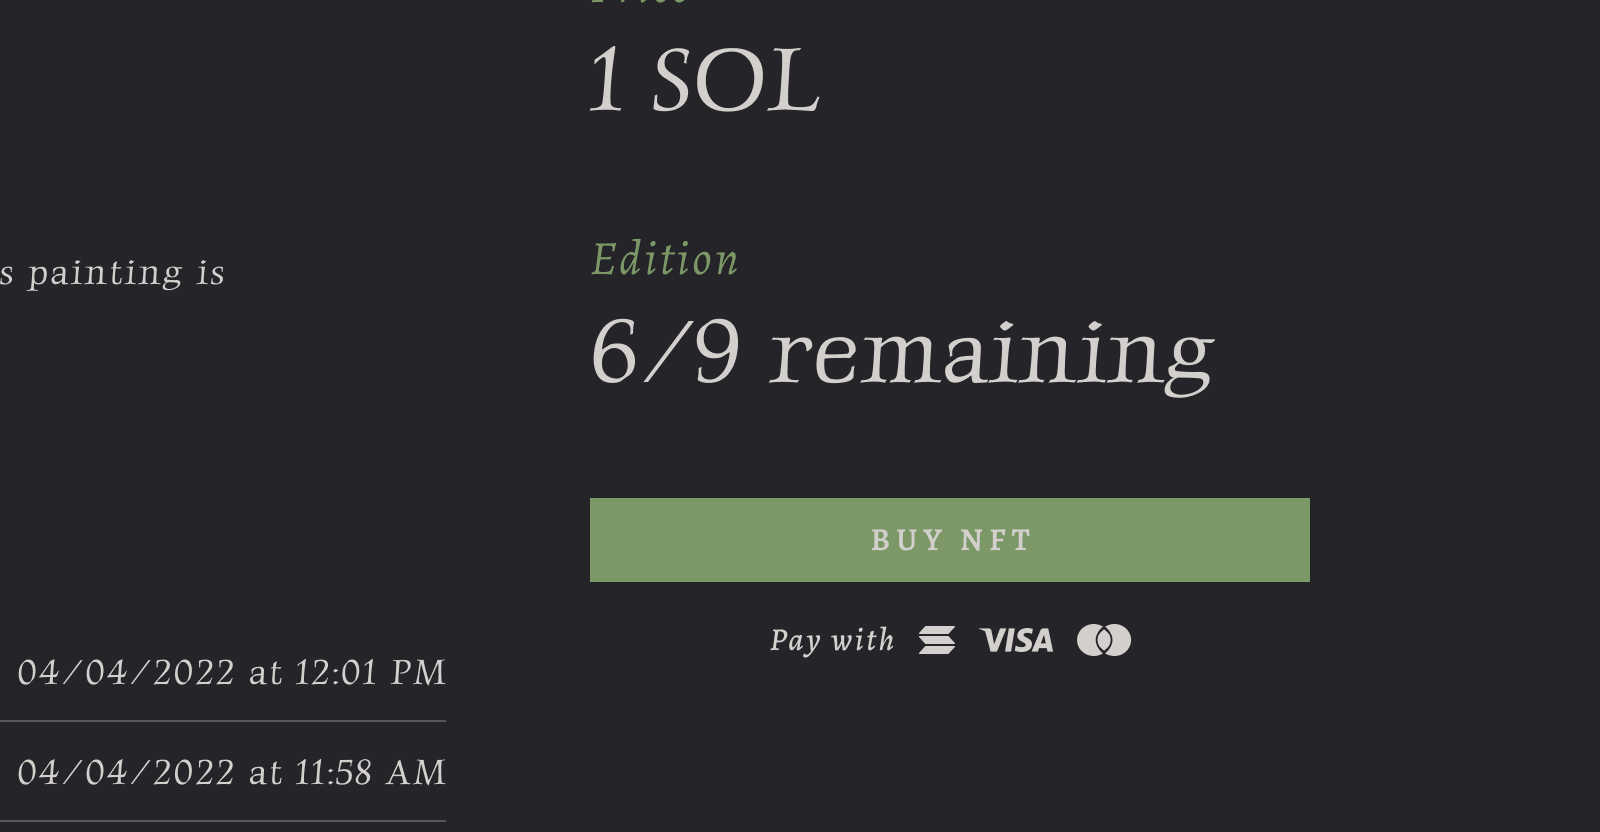 1 SOL
Edition
s painting is
6/9 remaining
BUY NFT
Pay with VISA
04/04/2022 at 12:01 PM
04/04/2022 at 11:58 AM